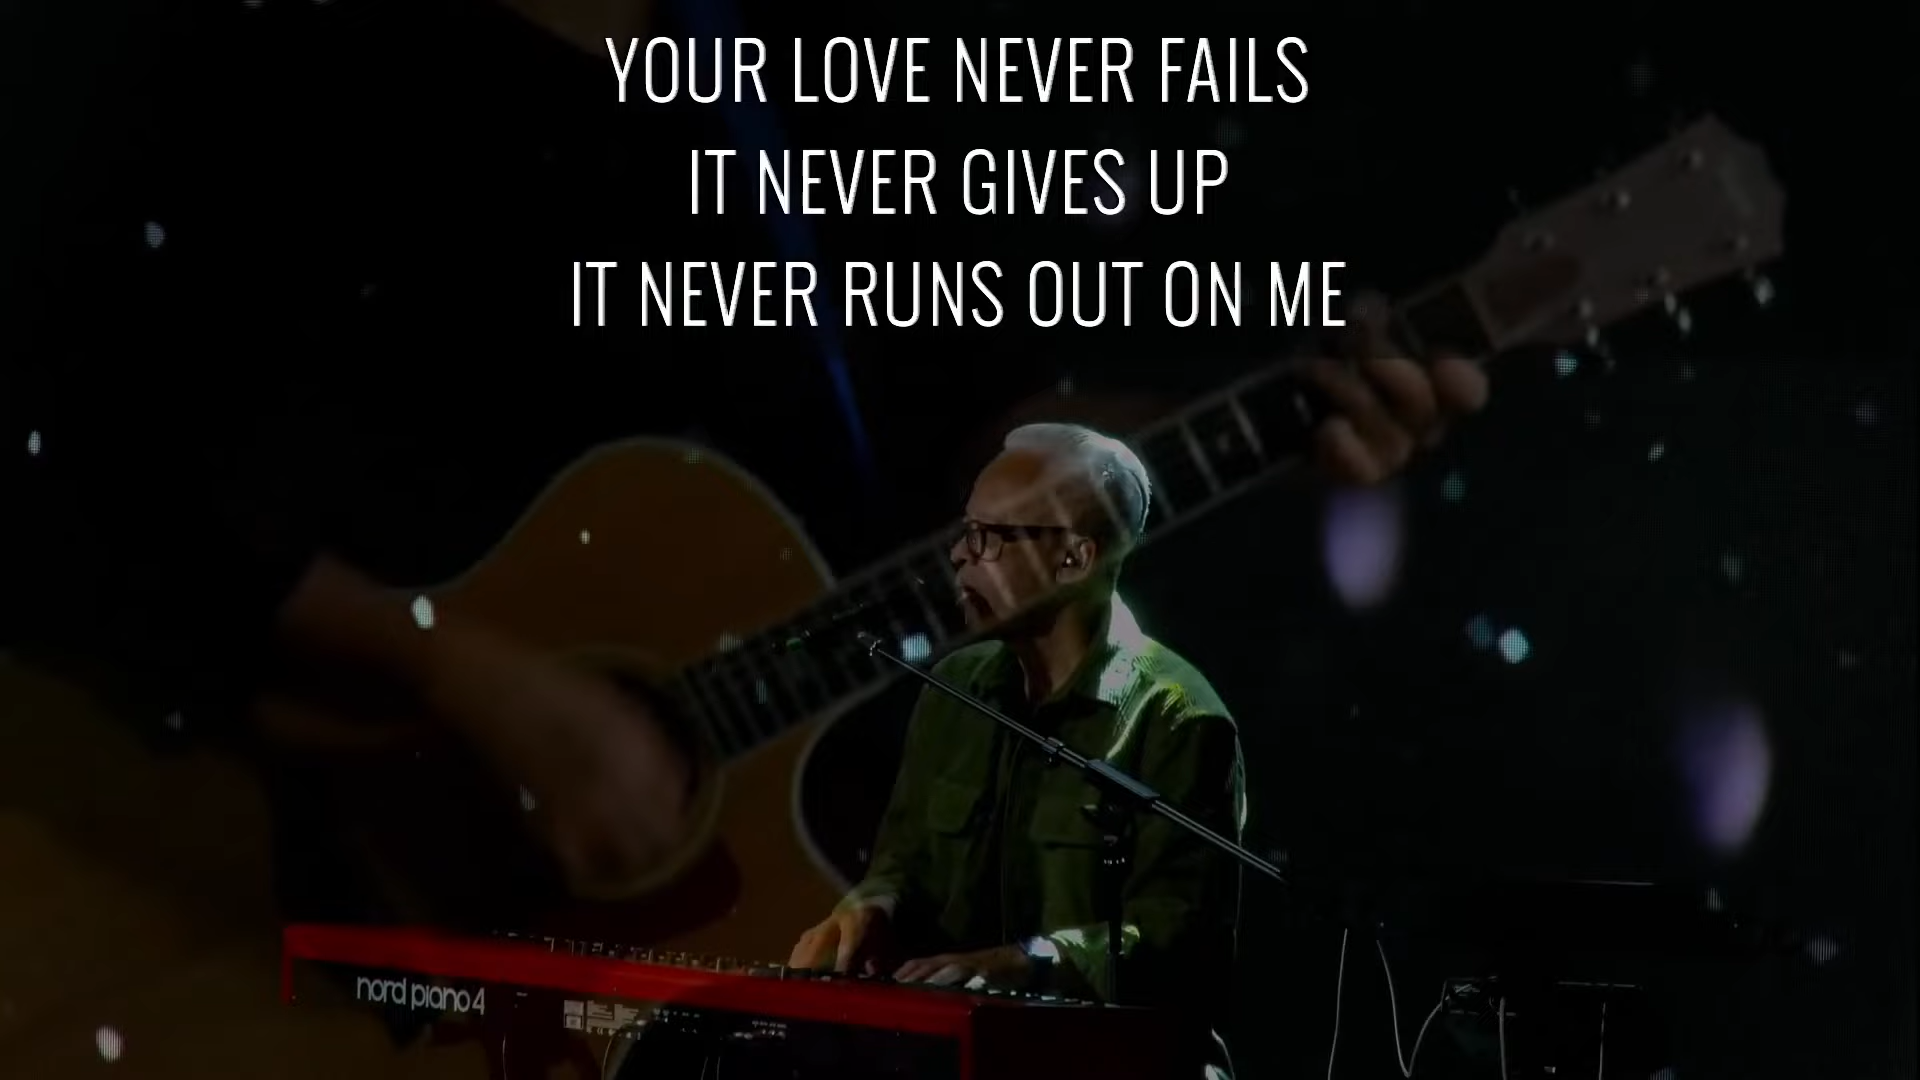 YOUR LOVE NEVER FAILS
IT NEVER GIVES UP
IT NEVER RUNS OUT ON ME
nord piano 4